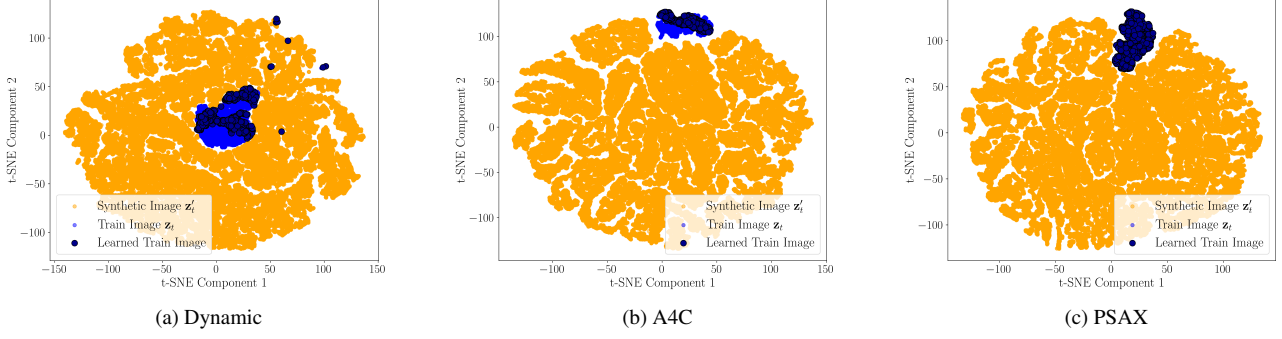 t-SNE Component 2
100
50
0
−50
−100
−150
−100
−50
0
50
100
150
t-SNE Component 1
Synthetic Image z′t
Train Image zt
Learned Train Image
(a) Dynamic
t-SNE Component 2
100
50
0
−50
−100
−100
−50
0
50
100
t-SNE Component 1
Synthetic Image z′t
Train Image zt
Learned Train Image
(b) A4C
t-SNE Component 2
100
50
0
−50
−100
−100
−50
0
50
100
t-SNE Component 1
Synthetic Image z′t
Train Image zt
Learned Train Image
(c) PSAX